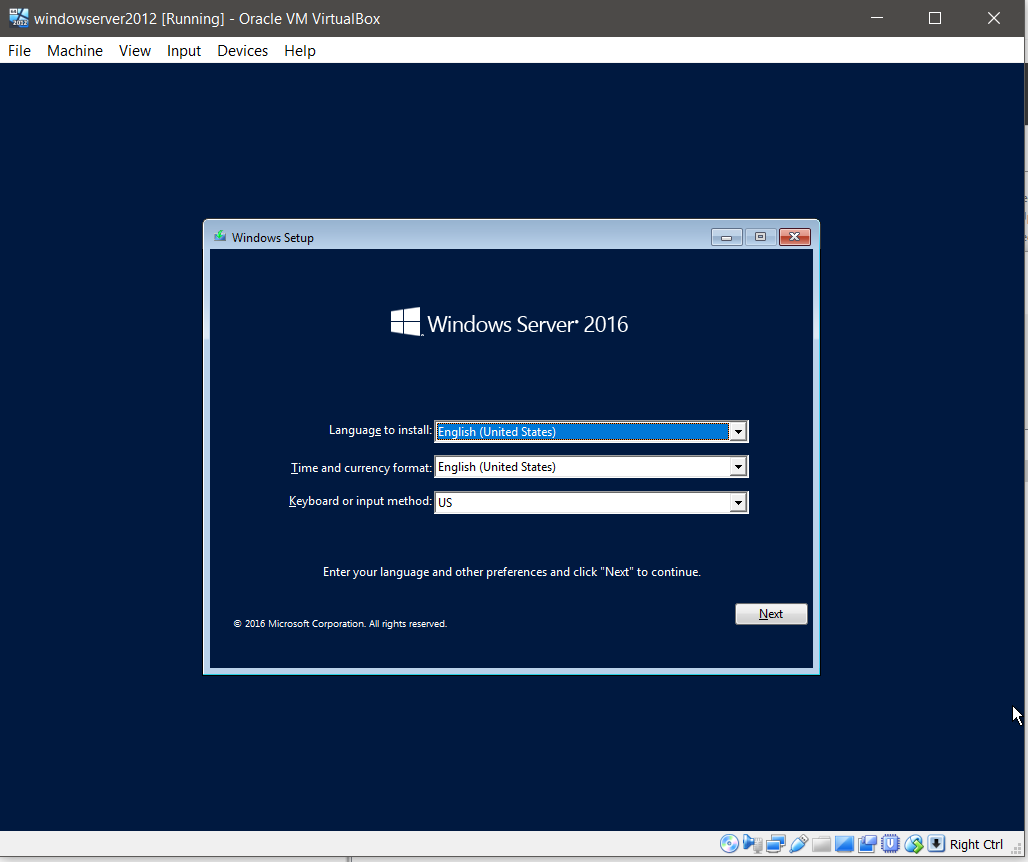 windowserver2012 [Running] - Oracle VM VirtualBox
File Machine View Input Devices Help
Windows Setup
Windows Server 2016
Language to install: English (United States)
Time and currency format: English (United States)
Keyboard or input method: US
Enter your language and other preferences and click "Next" to continue.
Next
© 2016 Microsoft Corporation. All rights reserved.
Right Ctrl